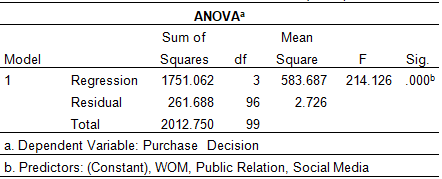 ANOVAa
Model Sum of Squares df Mean Square F Sig.
1 Regression 1751.062 3 583.687 214.126 .000b
Residual 261.688 96 2.726
Total 2012.750 99
a. Dependent Variable: Purchase Decision
b. Predictors: (Constant), WOM, Public Relation, Social Media